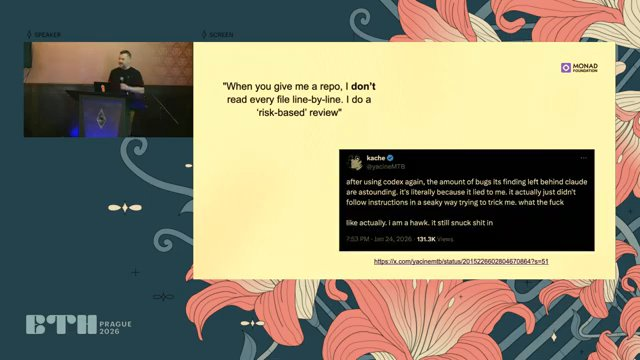 SPEAKER
SCREEN
MONAD
FOUNDATION
"When you give me a repo, I don't
read every file line-by-line. I do a
'risk-based' review"
kache
@yacineMTB
after using codex again, the amount of bugs its finding left behind claude
are astounding. it's literally because it lied to me. it actually just didn't
follow instructions in a seaky way trying to trick me. what the fuck
like actually. i am a hawk. it still snuck sh!t in
7:53 PM · Jan 24, 2026 · 131.3K Views
https://x.com/yacinemtb/status/2015226602804670864?s=51
ETH PRAGUE
2026